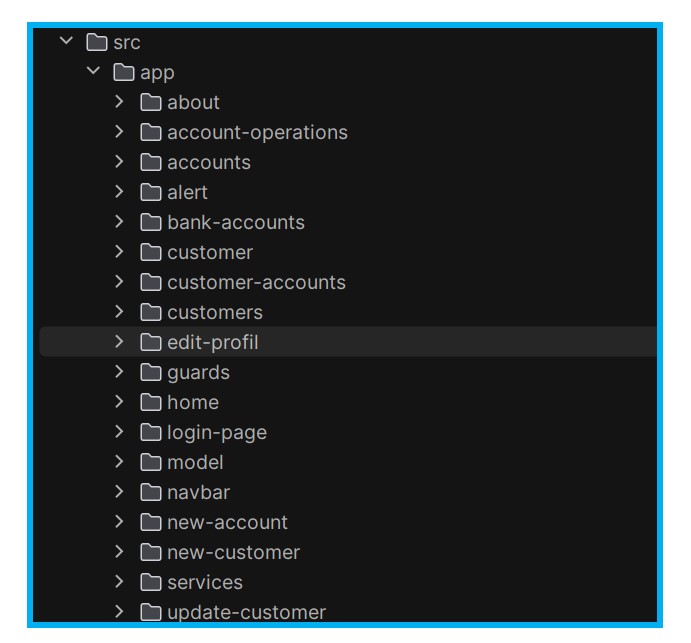 src
app
about
account-operations
accounts
alert
bank-accounts
customer
customer-accounts
customers
edit-profil
guards
home
login-page
model
navbar
new-account
new-customer
services
update-customer